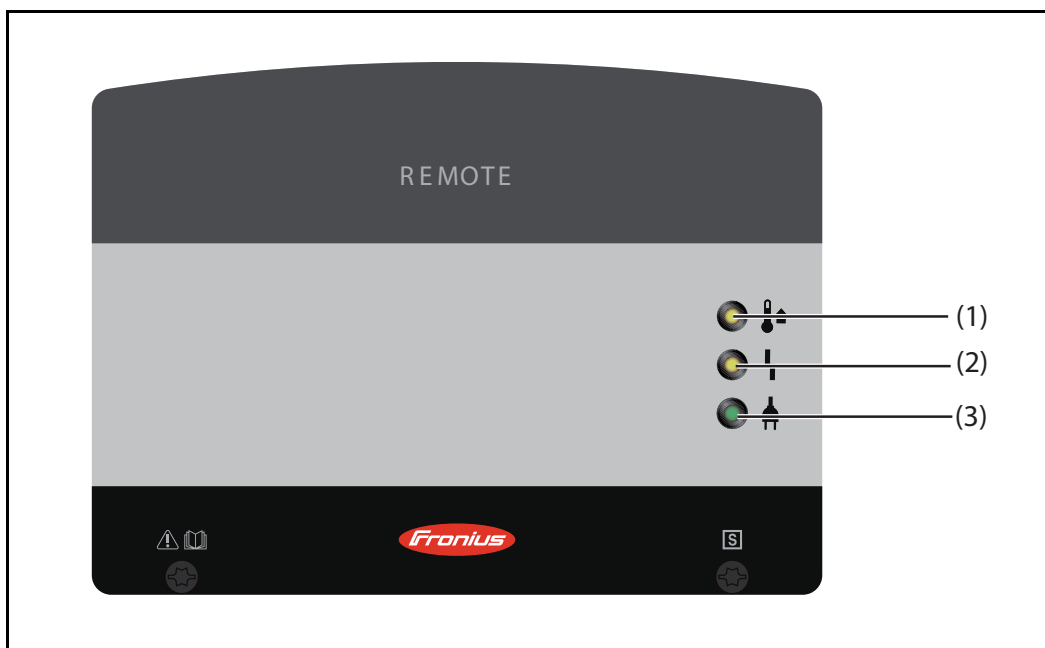 REMOTE
(1)
(2)
(3)
Fronius
S